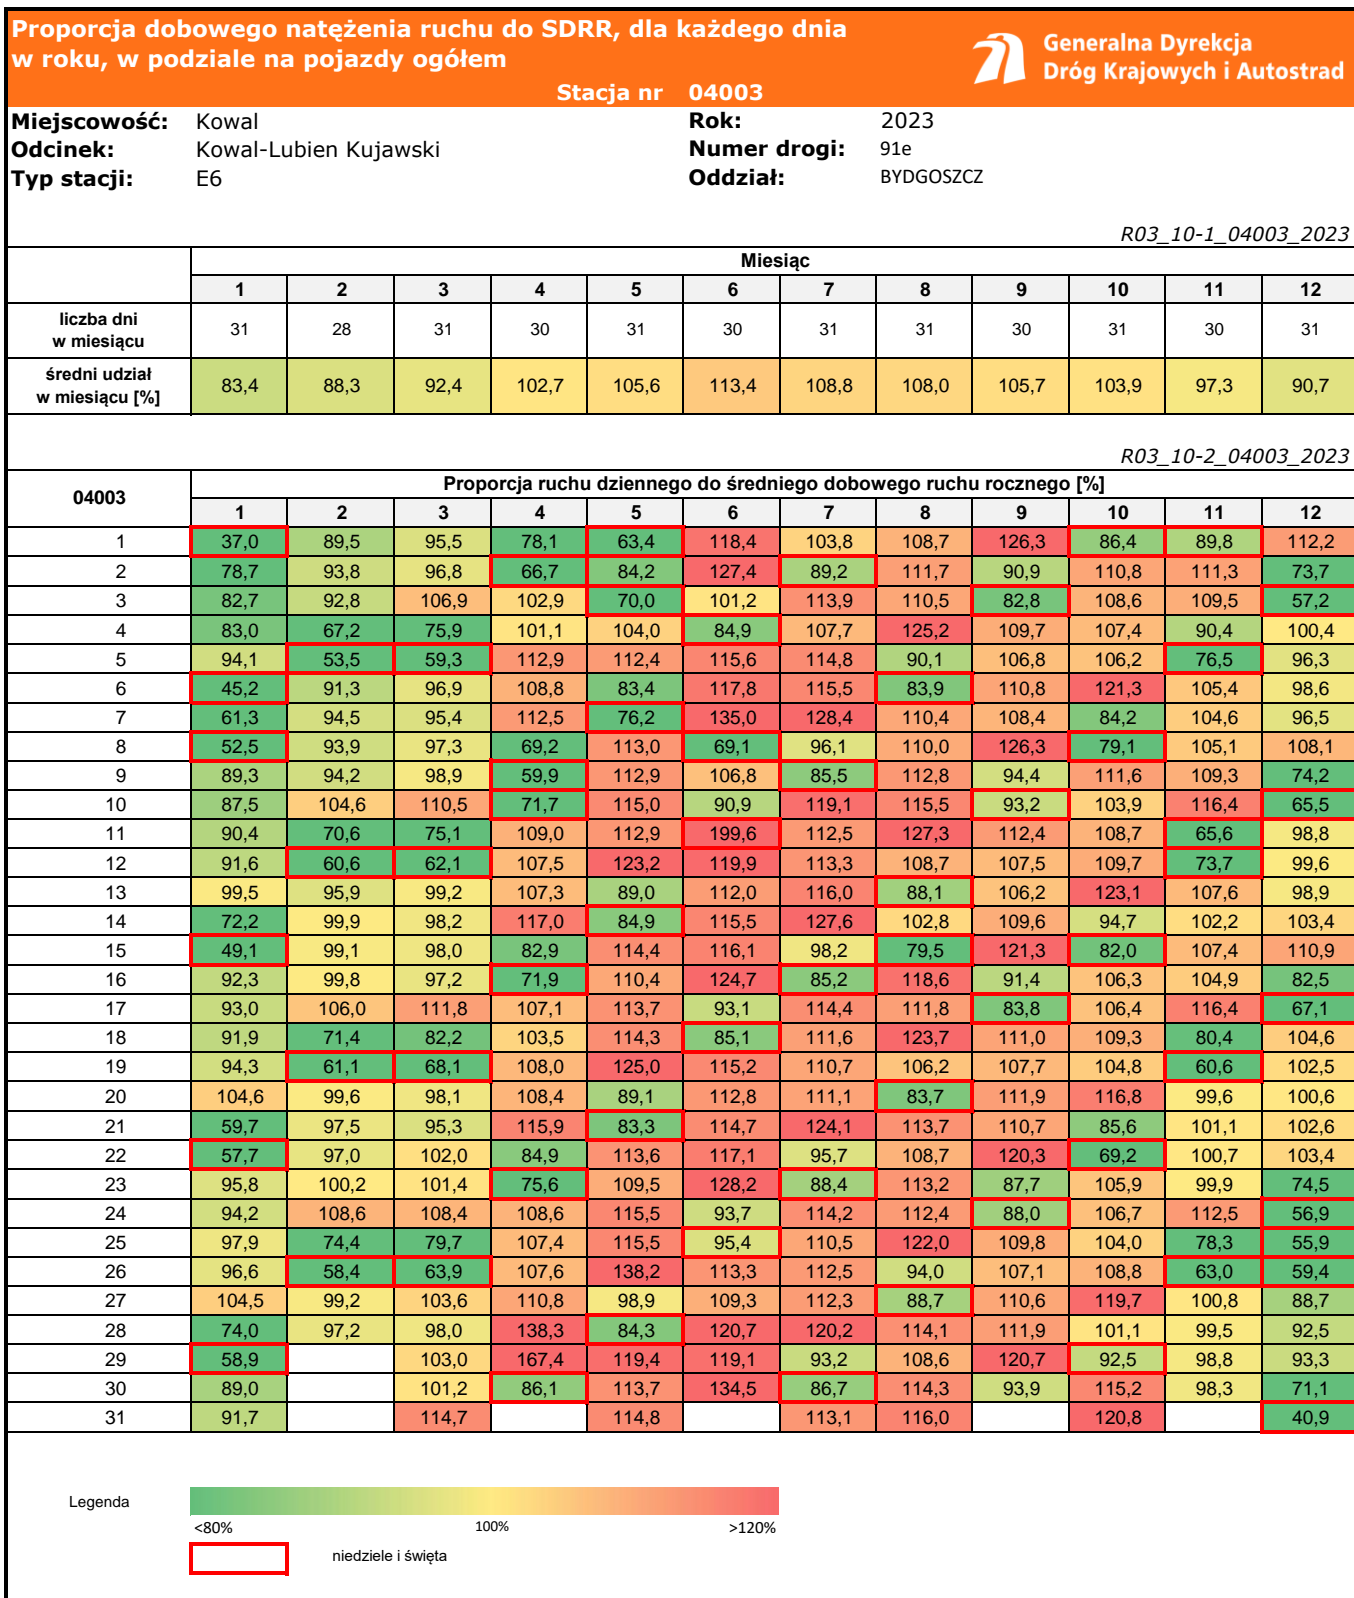 Proporcja dobowego natężenia ruchu do SDRR, dla każdego dnia
w roku, w podziale na pojazdy ogółem
Generalna Dyrekcja
Dróg Krajowych i Autostrad
Stacja nr 04003
Miejscowość: Kowal Rok: 2023
Odcinek: Kowal-Lubien Kujawski Numer drogi: 91e
Typ stacji: E6 Oddział: BYDGOSZCZ
R03_10-1_04003_2023
Miesiąc
1 2 3 4 5 6 7 8 9 10 11 12
liczba dni
w miesiącu
31 28 31 30 31 30 31 31 30 31 30 31
średni udział
w miesiącu [%]
83,4 88,3 92,4 102,7 105,6 113,4 108,8 108,0 105,7 103,9 97,3 90,7
R03_10-2_04003_2023
04003
Proporcja ruchu dziennego do średniego dobowego ruchu rocznego [%]
1 2 3 4 5 6 7 8 9 10 11 12
1 37,0 89,5 95,5 78,1 63,4 118,4 103,8 108,7 126,3 86,4 89,8 112,2
2 78,7 93,8 96,8 66,7 84,2 127,4 89,2 111,7 90,9 110,8 111,3 73,7
3 82,7 92,8 106,9 102,9 70,0 101,2 113,9 110,5 82,8 108,6 109,5 57,2
4 83,0 67,2 75,9 101,1 104,0 84,9 107,7 125,2 109,7 107,4 90,4 100,4
5 94,1 53,5 59,3 112,9 112,4 115,6 114,8 90,1 106,8 106,2 76,5 96,3
6 45,2 91,3 96,9 108,8 83,4 117,8 115,5 83,9 110,8 121,3 105,4 98,6
7 61,3 94,5 95,4 112,5 76,2 135,0 128,4 110,4 108,4 84,2 104,6 96,5
8 52,5 93,9 97,3 69,2 113,0 69,1 96,1 110,0 126,3 79,1 105,1 108,1
9 89,3 94,2 98,9 59,9 112,9 106,8 85,5 112,8 94,4 111,6 109,3 74,2
10 87,5 104,6 110,5 71,7 115,0 90,9 119,1 115,5 93,2 103,9 116,4 65,5
11 90,4 70,6 75,1 109,0 112,9 199,6 112,5 127,3 112,4 108,7 65,6 98,8
12 91,6 60,6 62,1 107,5 123,2 119,9 113,3 108,7 107,5 109,7 73,7 99,6
13 99,5 95,9 99,2 107,3 89,0 112,0 116,0 88,1 106,2 123,1 107,6 98,9
14 72,2 99,9 98,2 117,0 84,9 115,5 127,6 102,8 109,6 94,7 102,2 103,4
15 49,1 99,1 98,0 82,9 114,4 116,1 98,2 79,5 121,3 82,0 107,4 110,9
16 92,3 99,8 97,2 71,9 110,4 124,7 85,2 118,6 91,4 106,3 104,9 82,5
17 93,0 106,0 111,8 107,1 113,7 93,1 114,4 111,8 83,8 106,4 116,4 67,1
18 91,9 71,4 82,2 103,5 114,3 85,1 111,6 123,7 111,0 109,3 80,4 104,6
19 94,3 61,1 68,1 108,0 125,0 115,2 110,7 106,2 107,7 104,8 60,6 102,5
20 104,6 99,6 98,1 108,4 89,1 112,8 111,1 83,7 111,9 116,8 99,6 100,6
21 59,7 97,5 95,3 115,9 83,3 114,7 124,1 113,7 110,7 85,6 101,1 102,6
22 57,7 97,0 102,0 84,9 113,6 117,1 95,7 108,7 120,3 69,2 100,7 103,4
23 95,8 100,2 101,4 75,6 109,5 128,2 88,4 113,2 87,7 105,9 99,9 74,5
24 94,2 108,6 108,4 108,6 115,5 93,7 114,2 112,4 88,0 106,7 112,5 56,9
25 97,9 74,4 79,7 107,4 115,5 95,4 110,5 122,0 109,8 104,0 78,3 55,9
26 96,6 58,4 63,9 107,6 138,2 113,3 112,5 94,0 107,1 108,8 63,0 59,4
27 104,5 99,2 103,6 110,8 98,9 109,3 112,3 88,7 110,6 119,7 100,8 88,7
28 74,0 97,2 98,0 138,3 84,3 120,7 120,2 114,1 111,9 101,1 99,5 92,5
29 58,9 103,0 167,4 119,4 119,1 93,2 108,6 120,7 92,5 98,8 93,3
30 89,0 101,2 86,1 113,7 134,5 86,7 114,3 93,9 115,2 98,3 71,1
31 91,7 114,7 114,8 113,1 116,0 120,8 40,9
Legenda
<80% 100% >120%
niedziele i święta